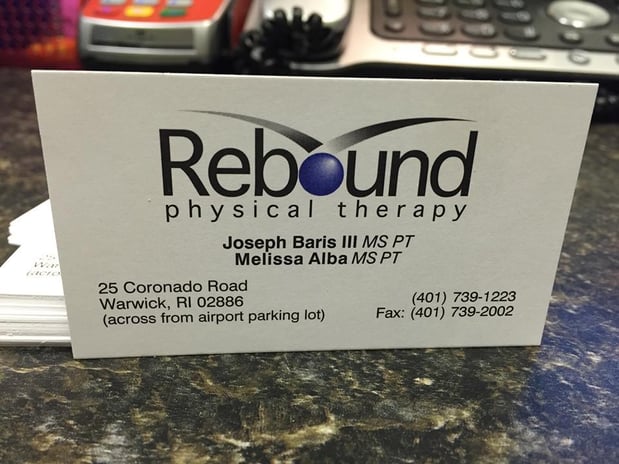 Rebound
physical therapy
Joseph Baris III MS PT
Melissa Alba MS PT
25 Coronado Road
Warwick, RI 02886
(across from airport parking lot)
(401) 739-1223
Fax: (401) 739-2002